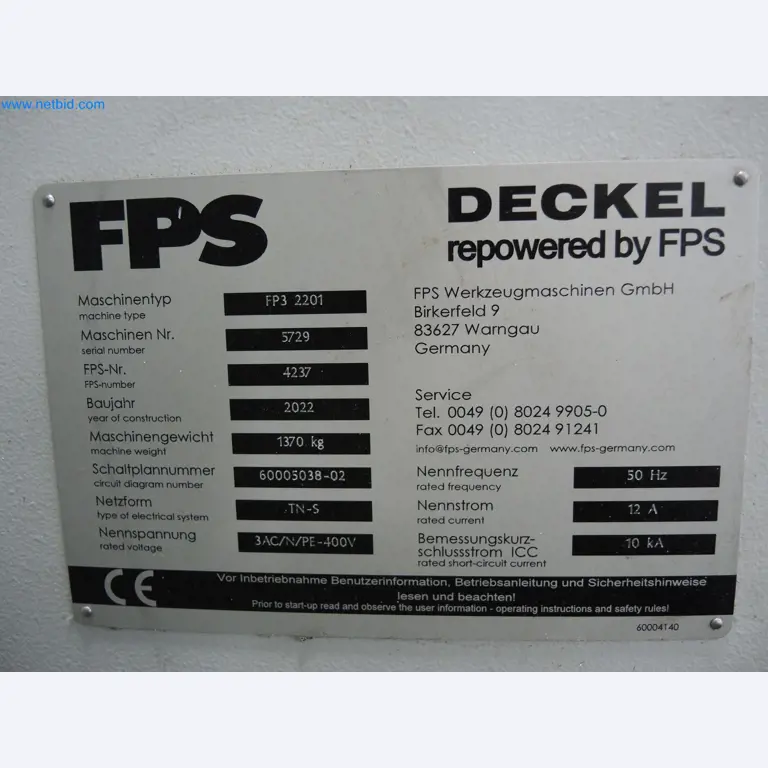 www.netbid.com
FPS
DECKEL
repowered by FPS
Maschinentyp
machine type
FP3 2201
Maschinen Nr.
serial number
5729
FPS-Nr.
FPS-number
4237
Baujahr
year of construction
2022
Maschinengewicht
machine weight
1370 kg
Schaltplannummer
circuit diagram number
60005038-02
Netzform
type of electrical system
TN-S
Nennspannung
rated voltage
3AC/N/PE-400V
FPS Werkzeugmaschinen GmbH
Birkerfeld 9
83627 Warngau
Germany
Service
Tel. 0049 (0) 8024 9905-0
Fax 0049 (0) 8024 91241
info@fps-germany.com www.fps-germany.com
Nennfrequenz
rated frequency
50 Hz
Nennstrom
rated current
12 A
Bemessungskurz-
schlussstrom ICC
rated short-circuit current
10 kA
CE
Vor Inbetriebnahme Benutzerinformation, Betriebsanleitung und Sicherheitshinweise
lesen und beachten!
Prior to start-up read and observe the user information - operating instructions and safety rules!
60004140